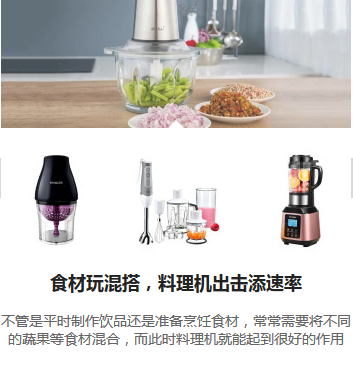 食材玩混搭，料理机出击添速率
不管是平时制作饮品还是准备烹饪食材，常常需要将不同
的蔬果等食材混合，而此时料理机就能起到很好的作用